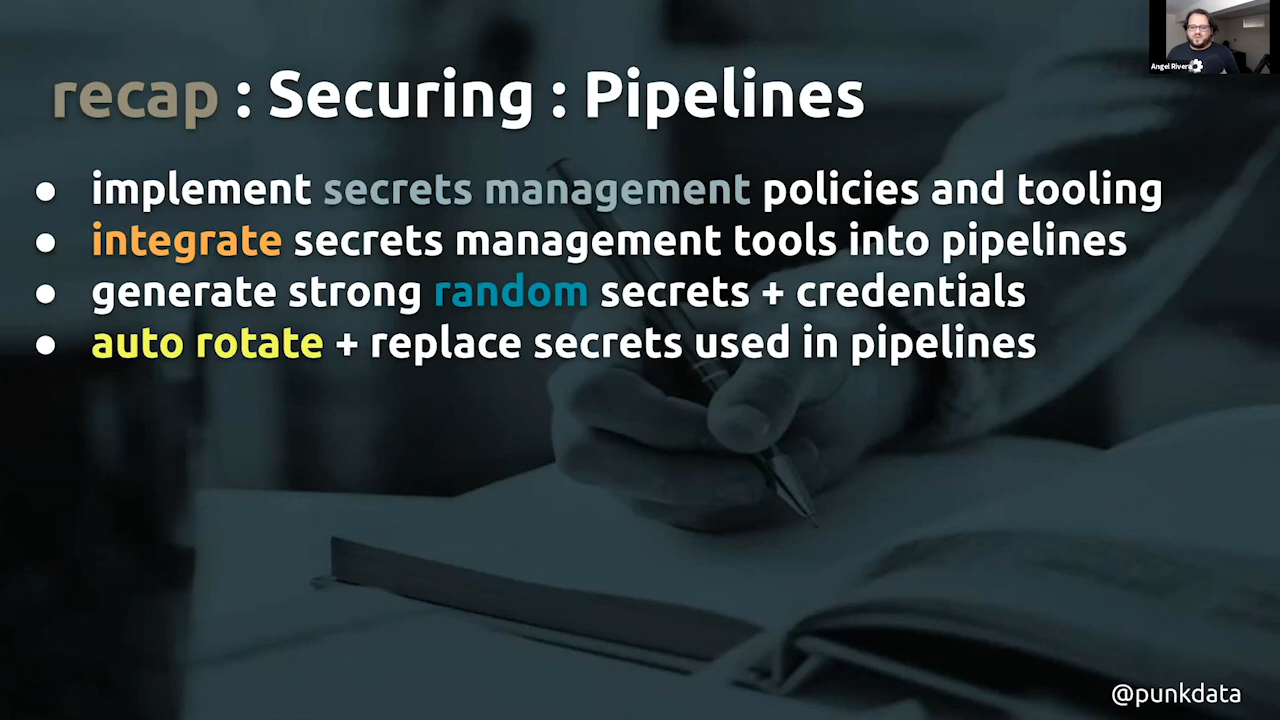 recap : Securing : Pipelines
● implement secrets management policies and tooling
● integrate secrets management tools into pipelines
● generate strong random secrets + credentials
● auto rotate + replace secrets used in pipelines
Angel Rivera
@punkdata